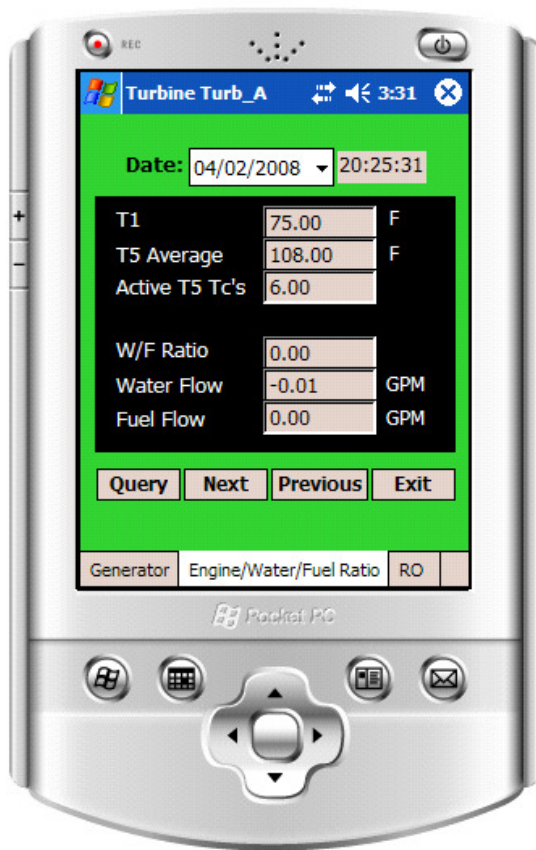 REC
Turbine Turb_A 3:31
Date: 04/02/2008 20:25:31
T1 75.00 F
T5 Average 108.00 F
Active T5 Tc's 6.00
W/F Ratio 0.00
Water Flow -0.01 GPM
Fuel Flow 0.00 GPM
Query Next Previous Exit
Generator Engine/Water/Fuel Ratio RO
Pocket PC